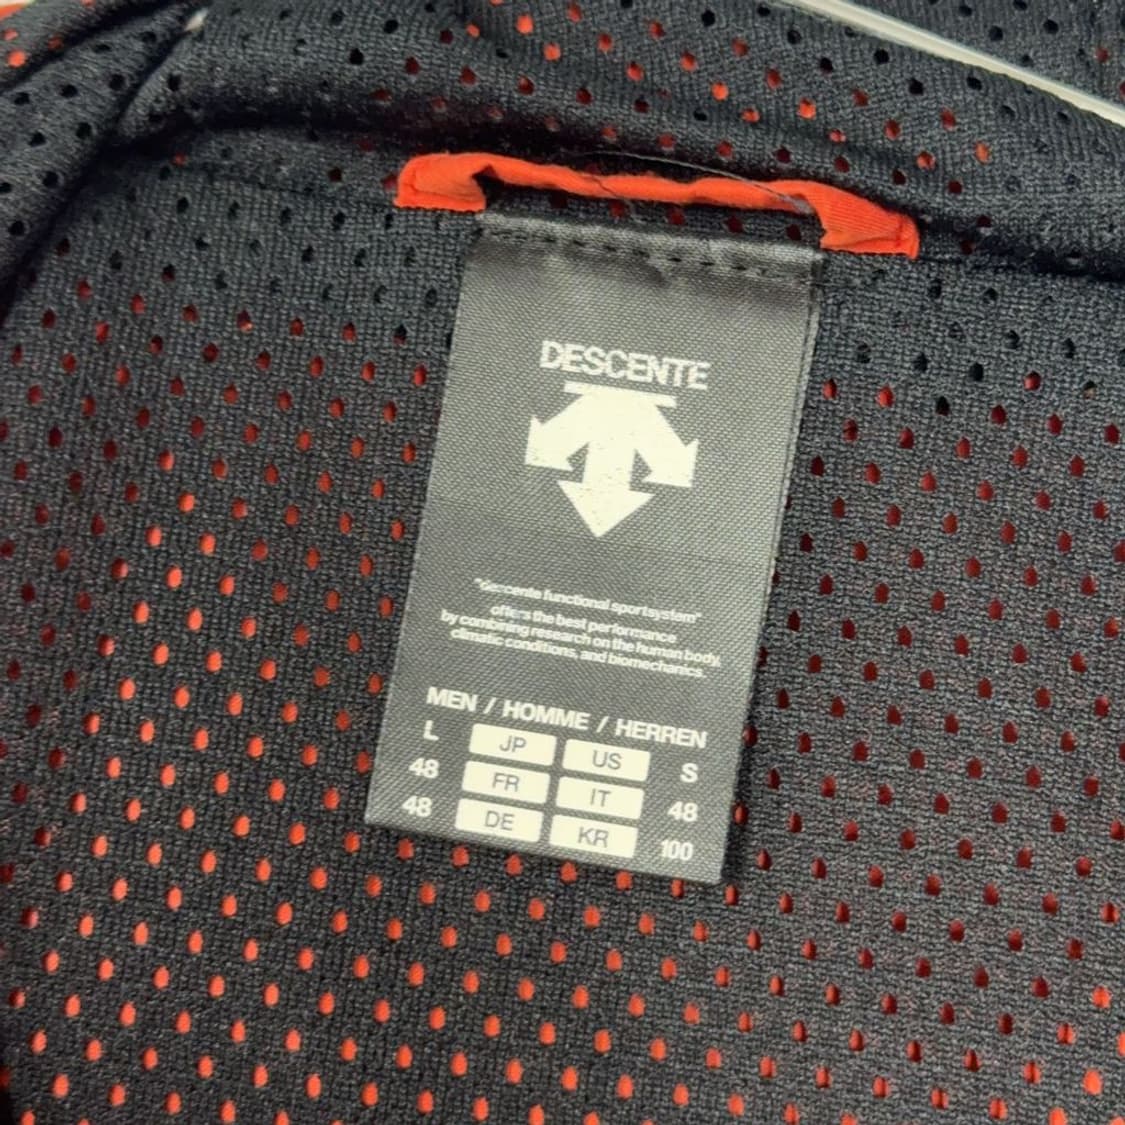 DESCENTE
"descente functional sportsystem"
offers the best performance
by combining research on the human body,
climatic conditions, and biomechanics.
MEN / HOMME / HERREN
L JP US S
48 FR IT 48
48 DE KR 100